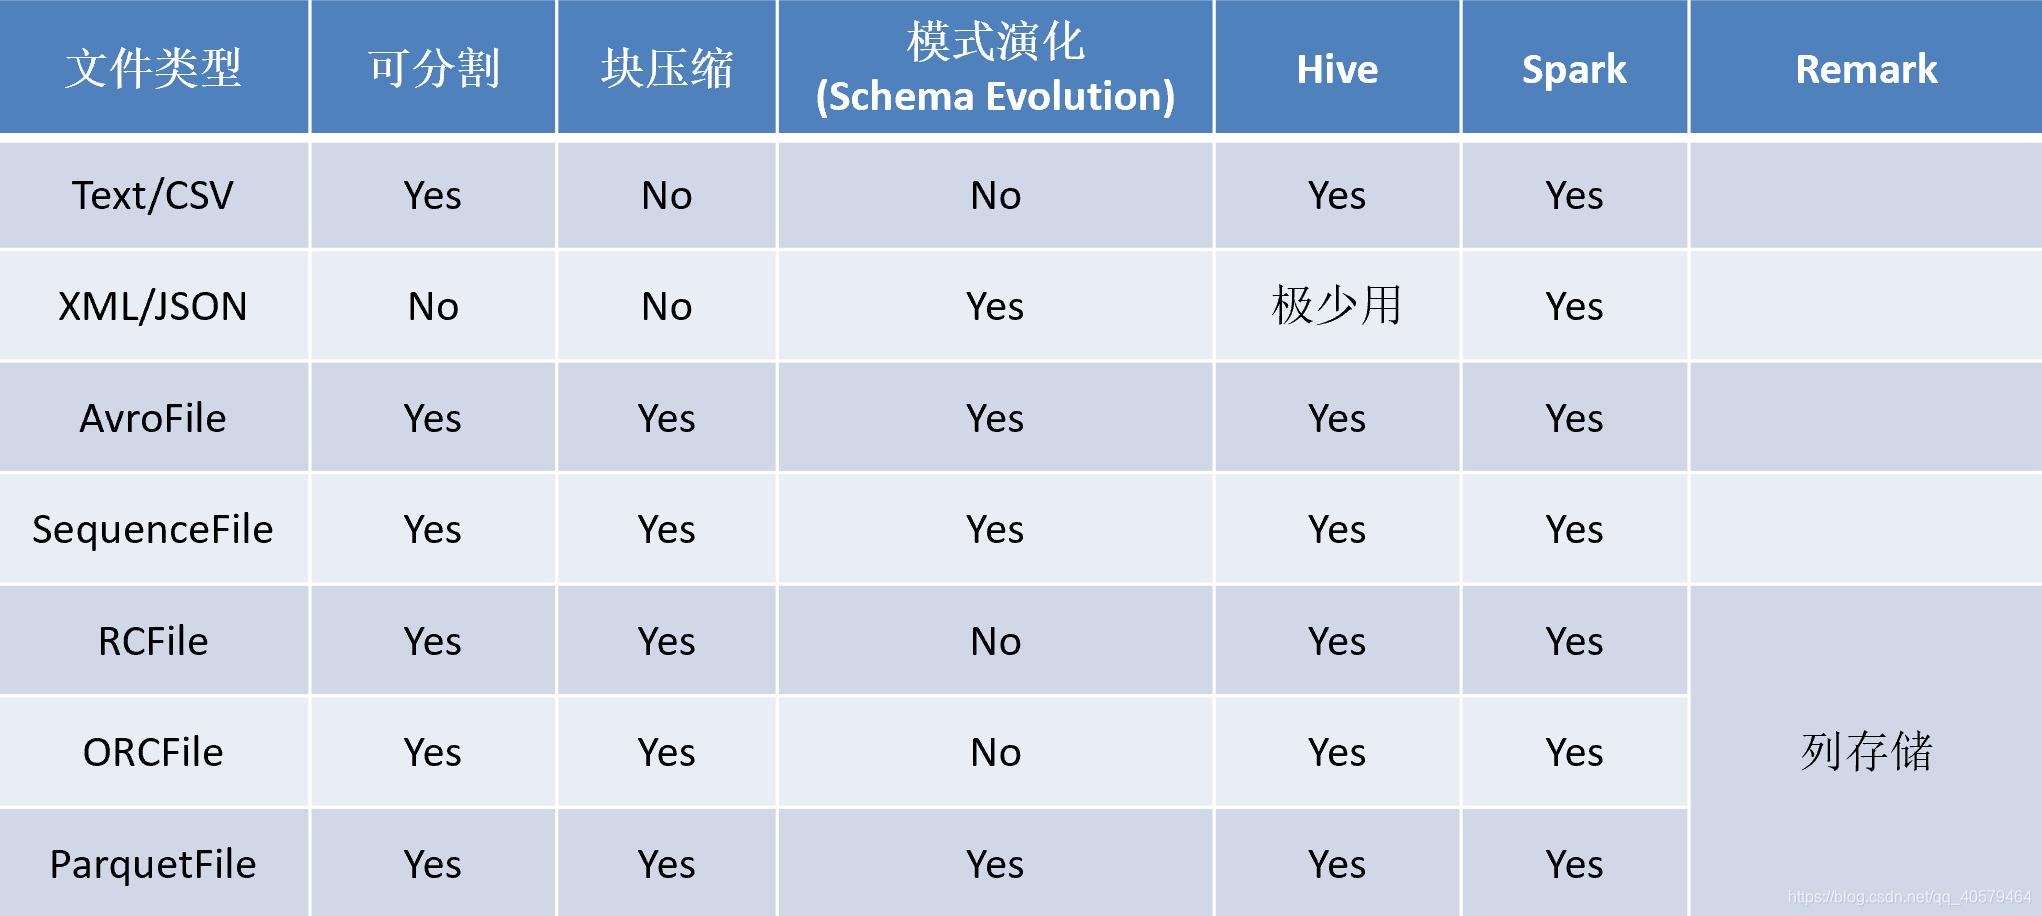 文件类型 可分割 块压缩 模式演化 Hive Spark Remark
(Schema Evolution)
Text/CSV Yes No No Yes Yes
XML/JSON No No Yes 极少用 Yes
AvroFile Yes Yes Yes Yes Yes
SequenceFile Yes Yes Yes Yes Yes
RCFile Yes Yes No Yes Yes
ORCFile Yes Yes No Yes Yes 列存储
ParquetFile Yes Yes Yes Yes Yes
https://blog.csdn.net/qq_40579464